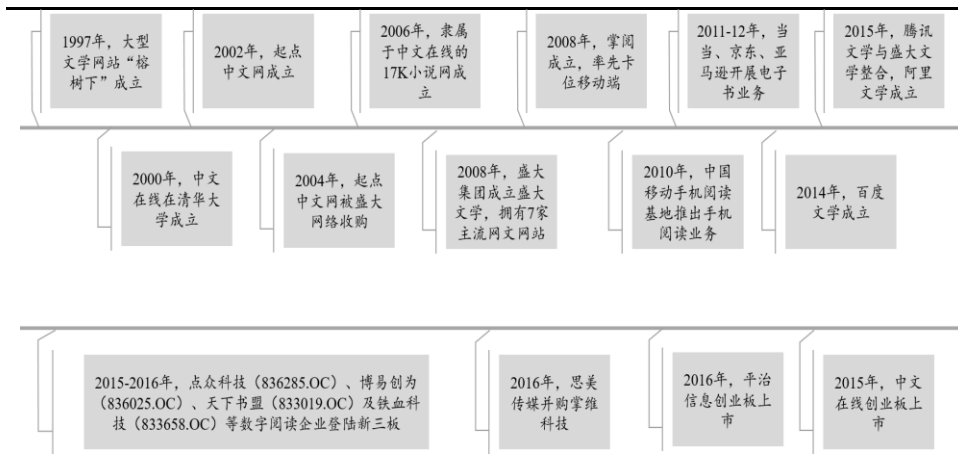 1997年，大型
文学网站“榕
树下”成立
2002年，起点
中文网成立
2006年，隶属
于中文在线的
17K小说网成
立
2008年，掌阅
成立，率先卡
位移动端
2011-12年，当
当、京东、亚
马逊开展电子
书业务
2015年，腾讯
文学与盛大文
学整合，阿里
文学成立
2000年，中文
在线在清华大
学成立
2004年，起点
中文网被盛大
网络收购
2008年，盛大
集团成立盛大
文学，拥有7家
主流网文网站
2010年，中国
移动手机阅读
基地推出手机
阅读业务
2014年，百度
文学成立
2015-2016年，点众科技（836285.OC）、博易创为
（836025.OC）、天下书盟（833019.OC）及铁血科
技（833658.OC）等数字阅读企业登陆新三板
2016年，思美
传媒并购掌维
科技
2016年，平治
信息创业板上
市
2015年，中文
在线创业板上
市